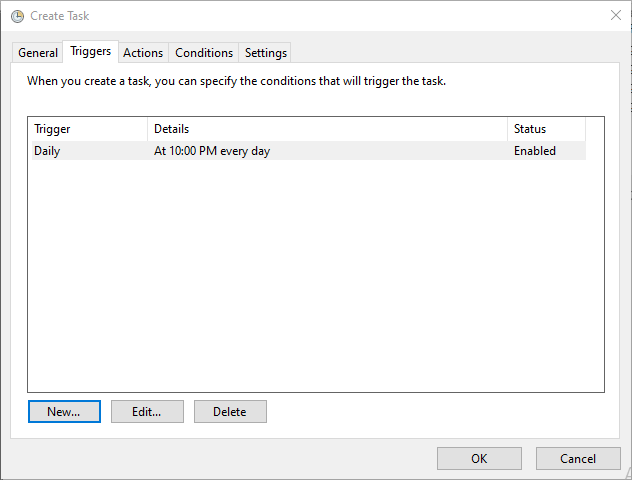 Create Task
General Triggers Actions Conditions Settings
When you create a task, you can specify the conditions that will trigger the task.
Trigger Details Status
Daily At 10:00 PM every day Enabled
New... Edit... Delete
OK Cancel